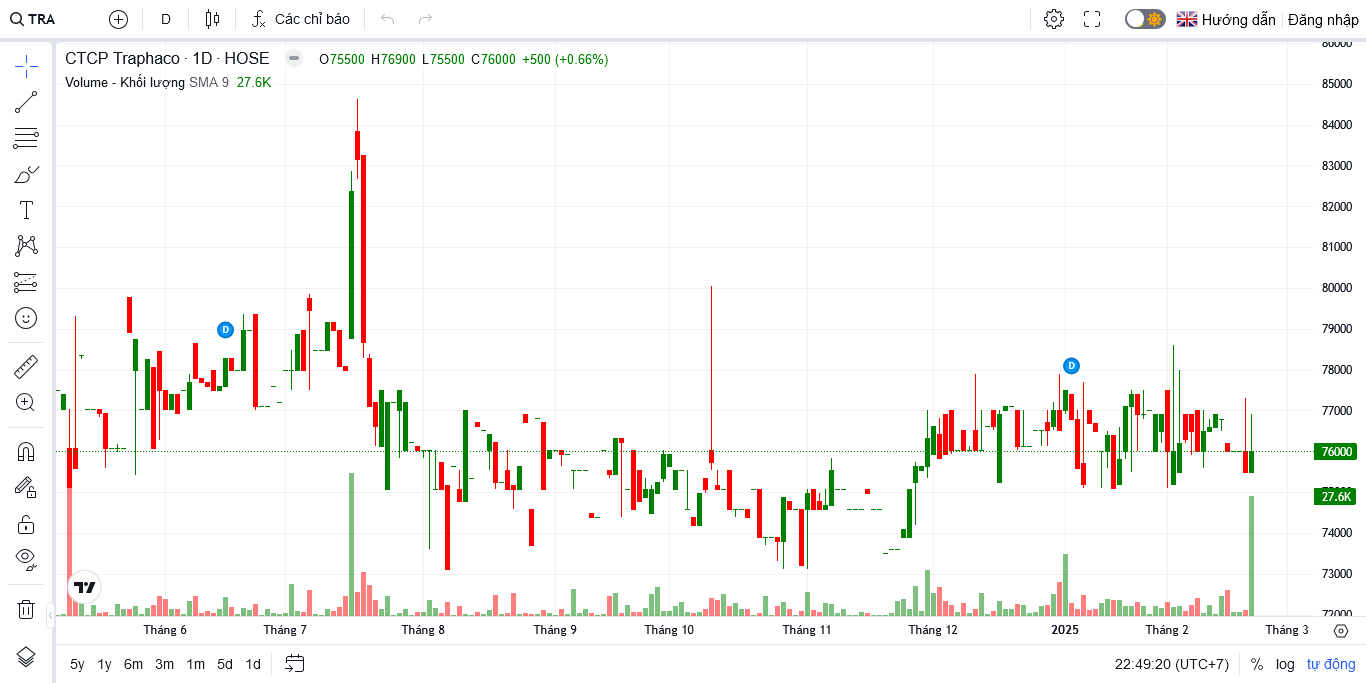 TRA D Các chỉ báo Hướng dẫn Đăng nhập
CTCP Traphaco · 1D · HOSE O75500 H76900 L75500 C76000 +500 (+0.66%)
Volume - Khối lượng SMA 9 27.6K
86000
85000
84000
83000
82000
81000
80000
79000
D
78000
D
77000
76000
75000
27.6K
74000
73000
72000
Tháng 6 Tháng 7 Tháng 8 Tháng 9 Tháng 10 Tháng 11 Tháng 12 2025 Tháng 2 Tháng 3
5y 1y 6m 3m 1m 5d 1d 22:49:20 (UTC+7) % log tự động